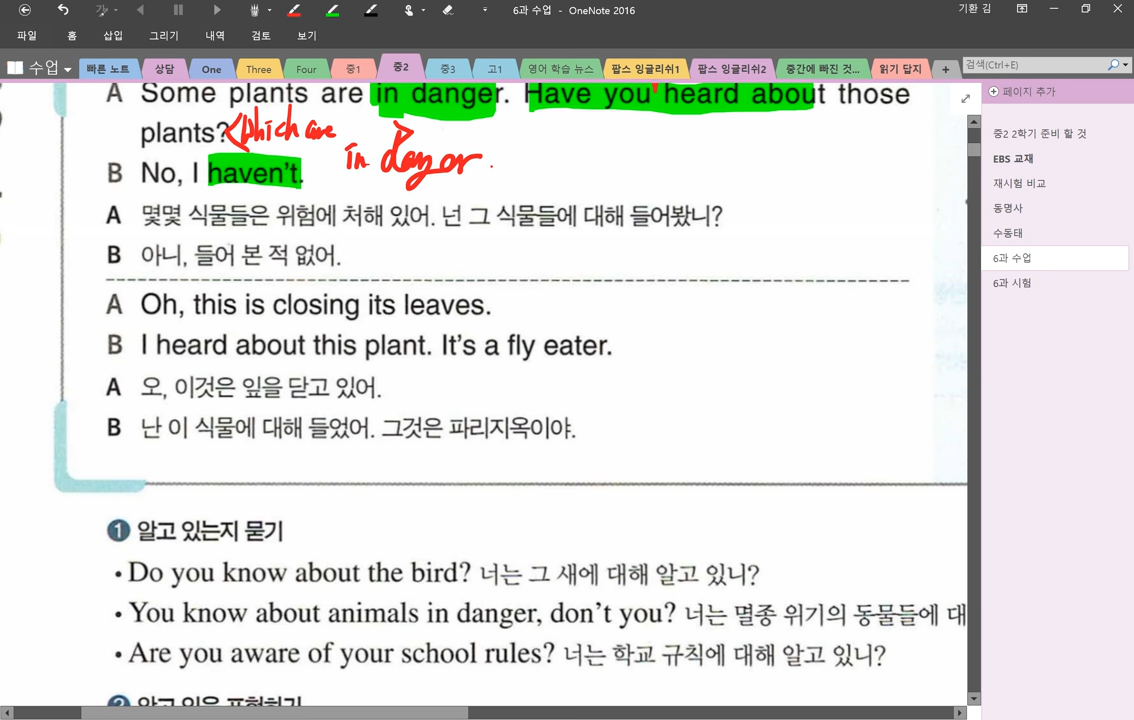 6과 수업 - OneNote 2016
기환 김
파일 홈 삽입 그리기 내역 검토 보기
수업 빠른 노트 상담 One Three Four 중1 중2 중3 고1 영어 학습 뉴스 팝스 잉글리쉬1 팝스 잉글리쉬2 중간에 빠진 것... 읽기 답지 + 검색(Ctrl+E)
페이지 추가
중2 2학기 준비 할 것
EBS 교재
재시험 비교
동명사
수동태
6과 수업
6과 시험
A Some plants are in danger. Have you heard about those
plants? which are
in danger.
B No, I haven't.
A 몇몇 식물들은 위험에 처해 있어. 넌 그 식물들에 대해 들어봤니?
B 아니, 들어 본 적 없어.
A Oh, this is closing its leaves.
B I heard about this plant. It's a fly eater.
A 오, 이것은 잎을 닫고 있어.
B 난 이 식물에 대해 들었어. 그것은 파리지옥이야.
1 알고 있는지 묻기
• Do you know about the bird? 너는 그 새에 대해 알고 있니?
• You know about animals in danger, don't you? 너는 멸종 위기의 동물들에 대
• Are you aware of your school rules? 너는 학교 규칙에 대해 알고 있니?